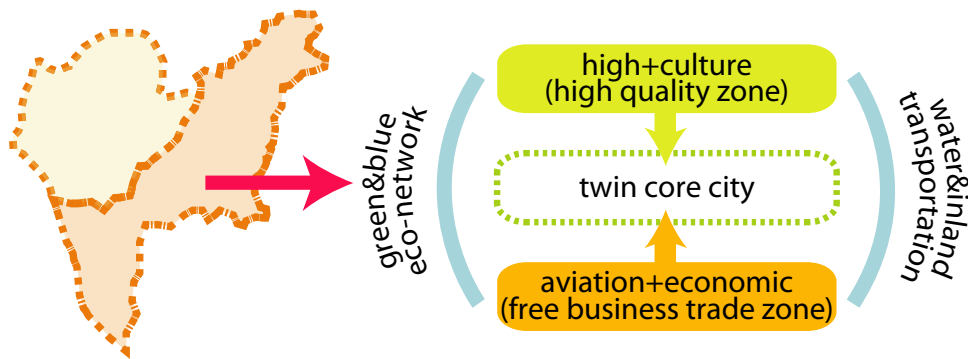 green&blue
eco-network
high+culture
(high quality zone)
twin core city
aviation+economic
(free business trade zone)
water&inland
transportation